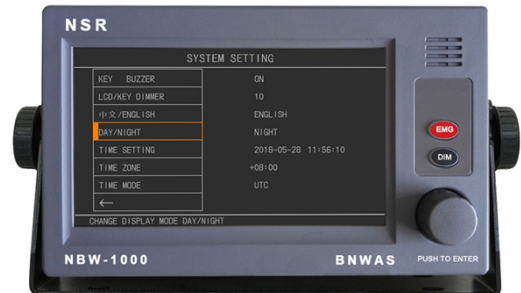 NSR
SYSTEM SETTING
KEY BUZZER ON
LCD/KEY DIMMER 10
中文/ENGLISH ENGLISH
DAY/NIGHT NIGHT
TIME SETTING 2018-05-28 11:56:10
TIME ZONE +08:00
TIME MODE UTC
←
CHANGE DISPLAY MODE DAY/NIGHT
EMG
DIM
NBW-1000 BNWAS PUSH TO ENTER